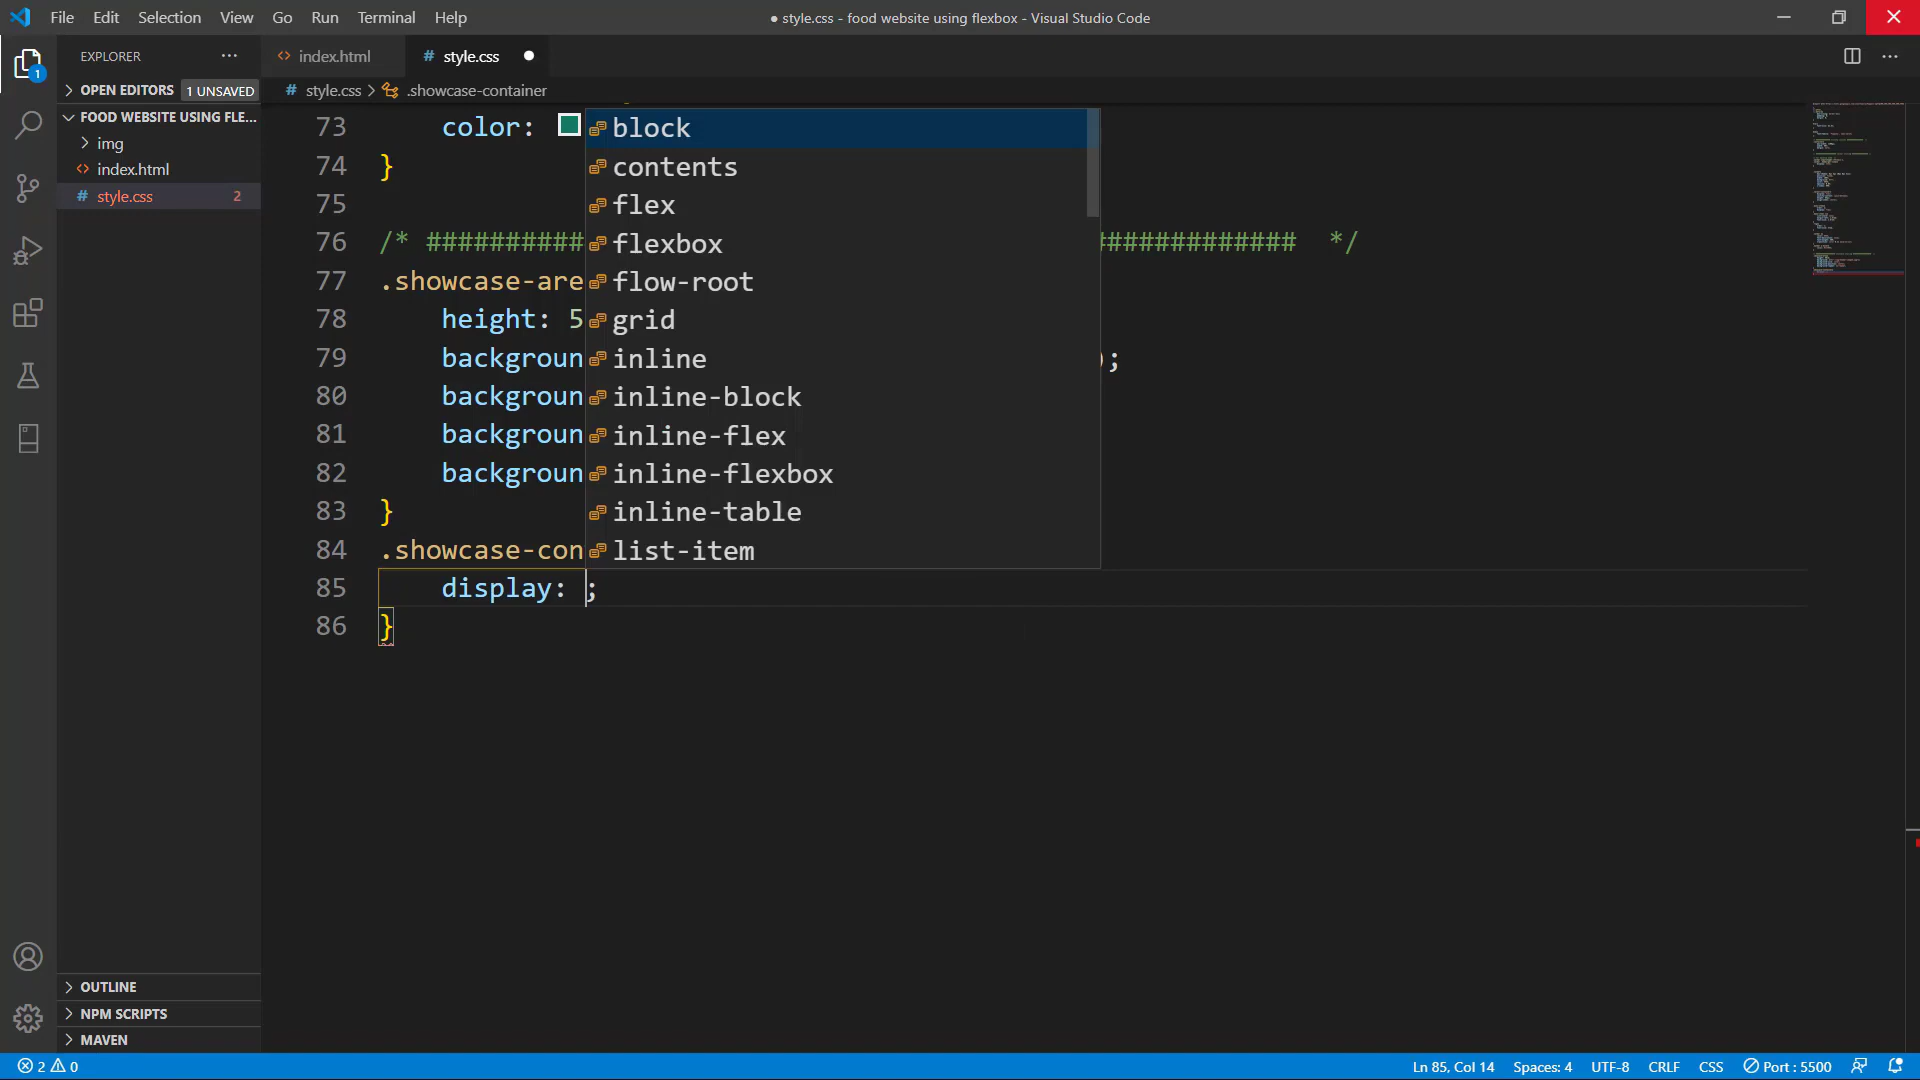 File Edit Selection View Go Run Terminal Help
● style.css - food website using flexbox - Visual Studio Code
EXPLORER
index.html
# style.css
OPEN EDITORS 1 UNSAVED
# style.css > .showcase-container
FOOD WEBSITE USING FLE...
img
index.html
# style.css 2
73 color:
74 }
75
76 /* ########## ############# */
77 .showcase-are
78 height: 5
79 backgroun );
80 backgroun
81 backgroun
82 backgroun
83 }
84 .showcase-con
85 display: ;
86 }
block
contents
flex
flexbox
flow-root
grid
inline
inline-block
inline-flex
inline-flexbox
inline-table
list-item
1
OUTLINE
NPM SCRIPTS
MAVEN
2 0
Ln 85, Col 14 Spaces: 4 UTF-8 CRLF CSS Port : 5500